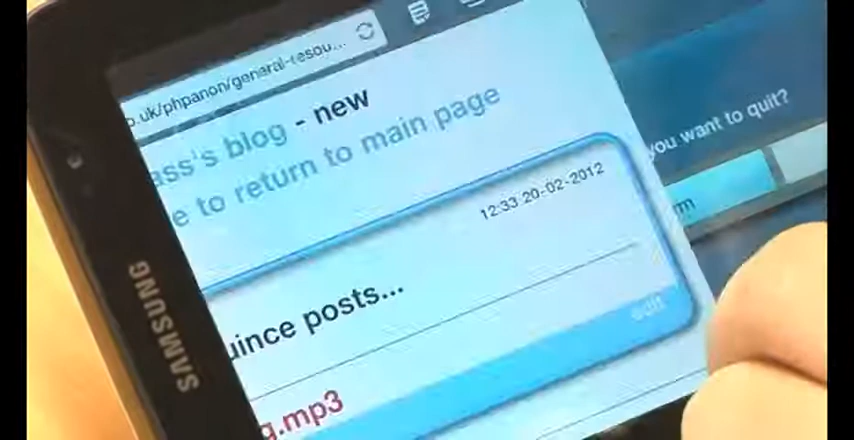 o.uk/phpanon/general-resou...
ass's blog - new
e to return to main page
12:33 20-02-2012
uince posts...
edit
g.mp3
you want to quit?
rm
SAMSUNG